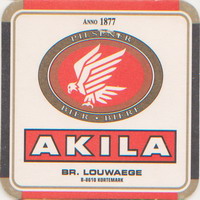 ANNO 1877
PILSENER
BIER • BIERE
AKILA
BR. LOUWAEGE
B-8610 KORTEMARK